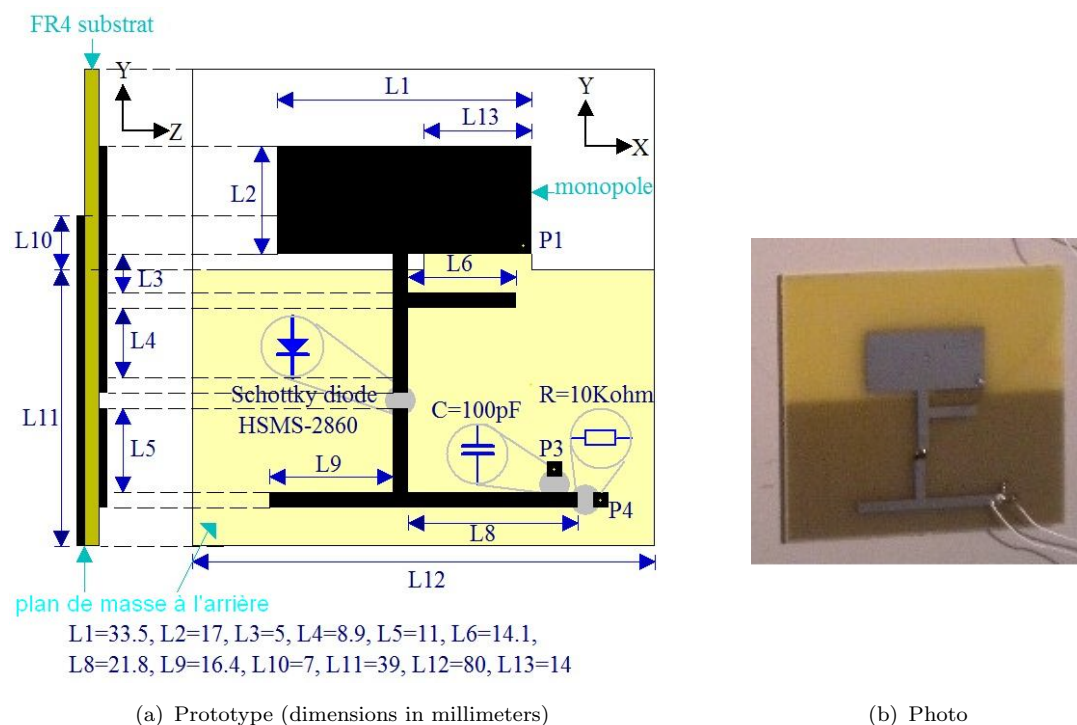 FR4 substrat
Y
Z
L1
L13
Y
X
L2
monopole
P1
L10
L3
L6
L4
L11
Schottky diode
HSMS-2860
C=100pF
R=10Kohm
L5
L9
P3
P4
L8
L12
plan de masse à l'arrière
L1=33.5, L2=17, L3=5, L4=8.9, L5=11, L6=14.1,
L8=21.8, L9=16.4, L10=7, L11=39, L12=80, L13=14
(a) Prototype (dimensions in millimeters)
(b) Photo